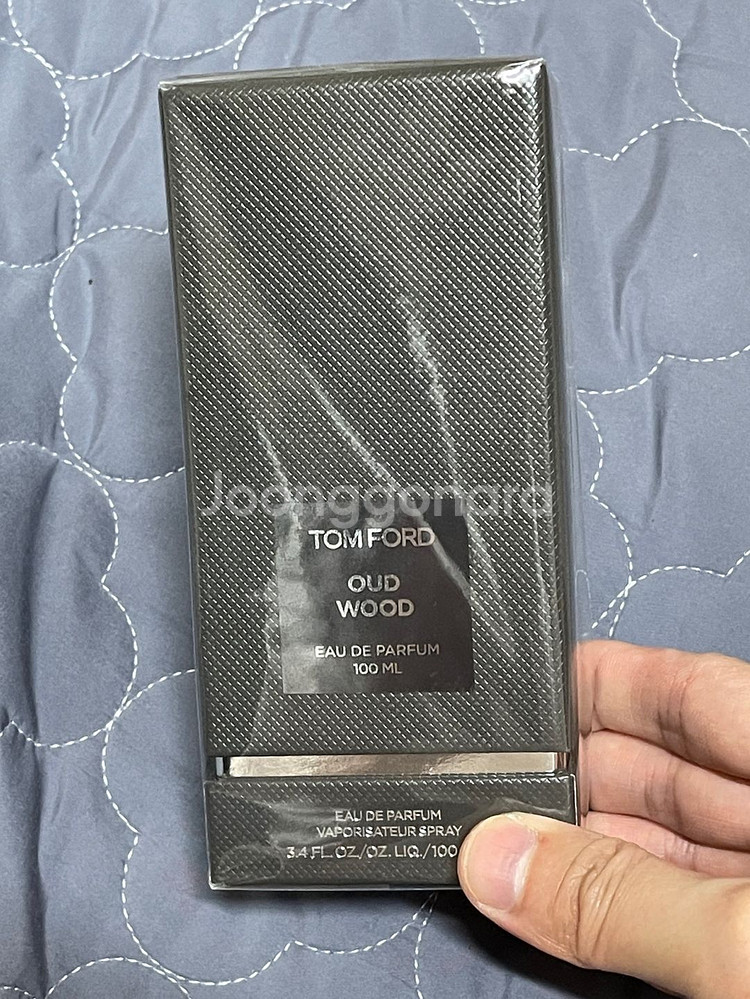 Joonggonara
TOM FORD
OUD
WOOD
EAU DE PARFUM
100 ML
EAU DE PARFUM
VAPORISATEUR SPRAY
3.4 FL. OZ./OZ. LIQ./100